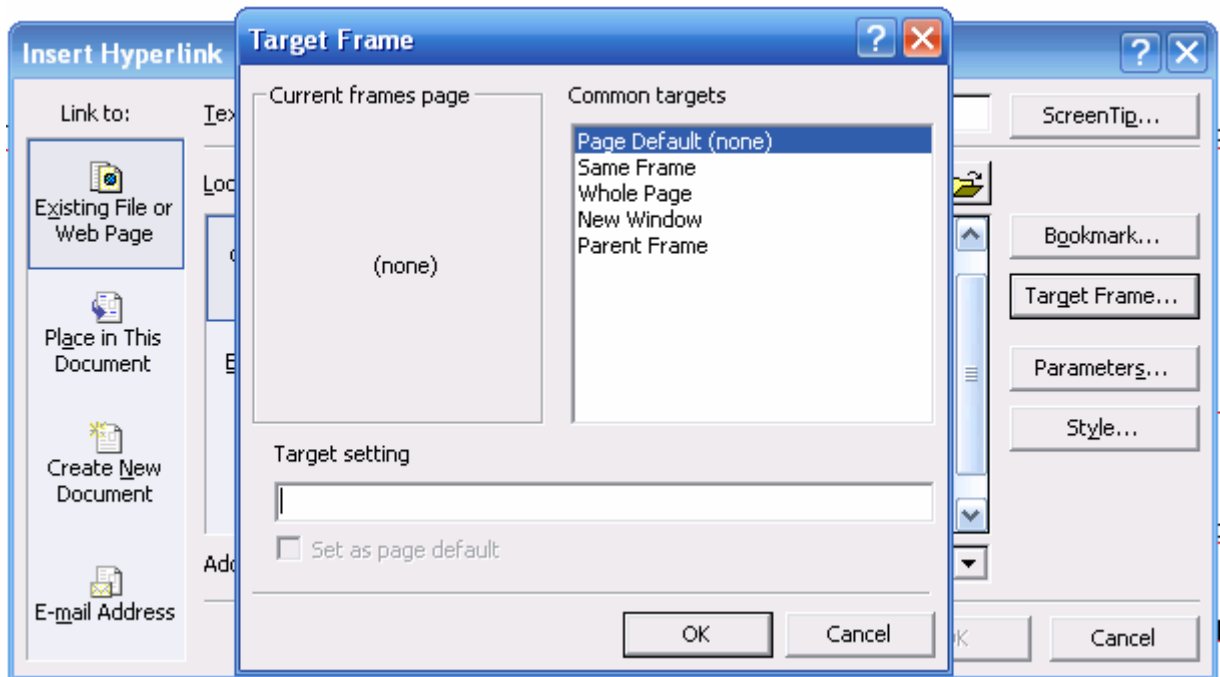 Insert Hyperlink
Link to:
Existing File or
Web Page
Place in This
Document
Create New
Document
E-mail Address
Target Frame
Current frames page
(none)
Common targets
Page Default (none)
Same Frame
Whole Page
New Window
Parent Frame
Target setting
Set as page default
OK
Cancel
ScreenTip...
Bookmark...
Target Frame...
Parameters...
Style...
Cancel